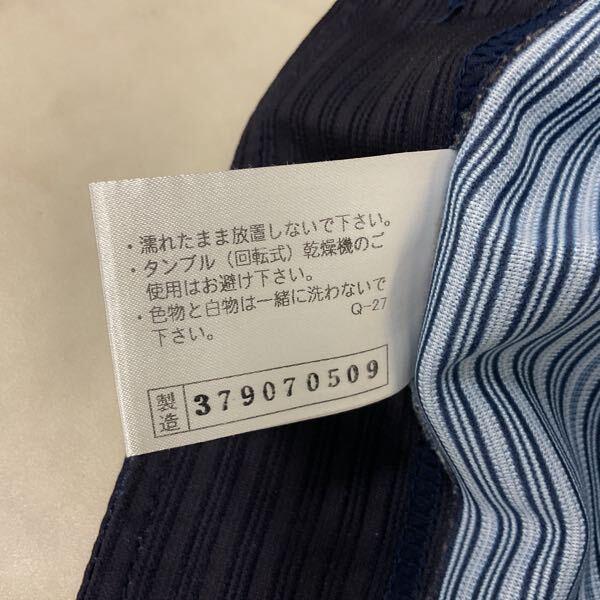 ・濡れたまま放置しないで下さい。
・タンブル（回転式）乾燥機のご
使用はお避け下さい。
・色物と白物は一緒に洗わないで
下さい。 Q-27
製造 379070509